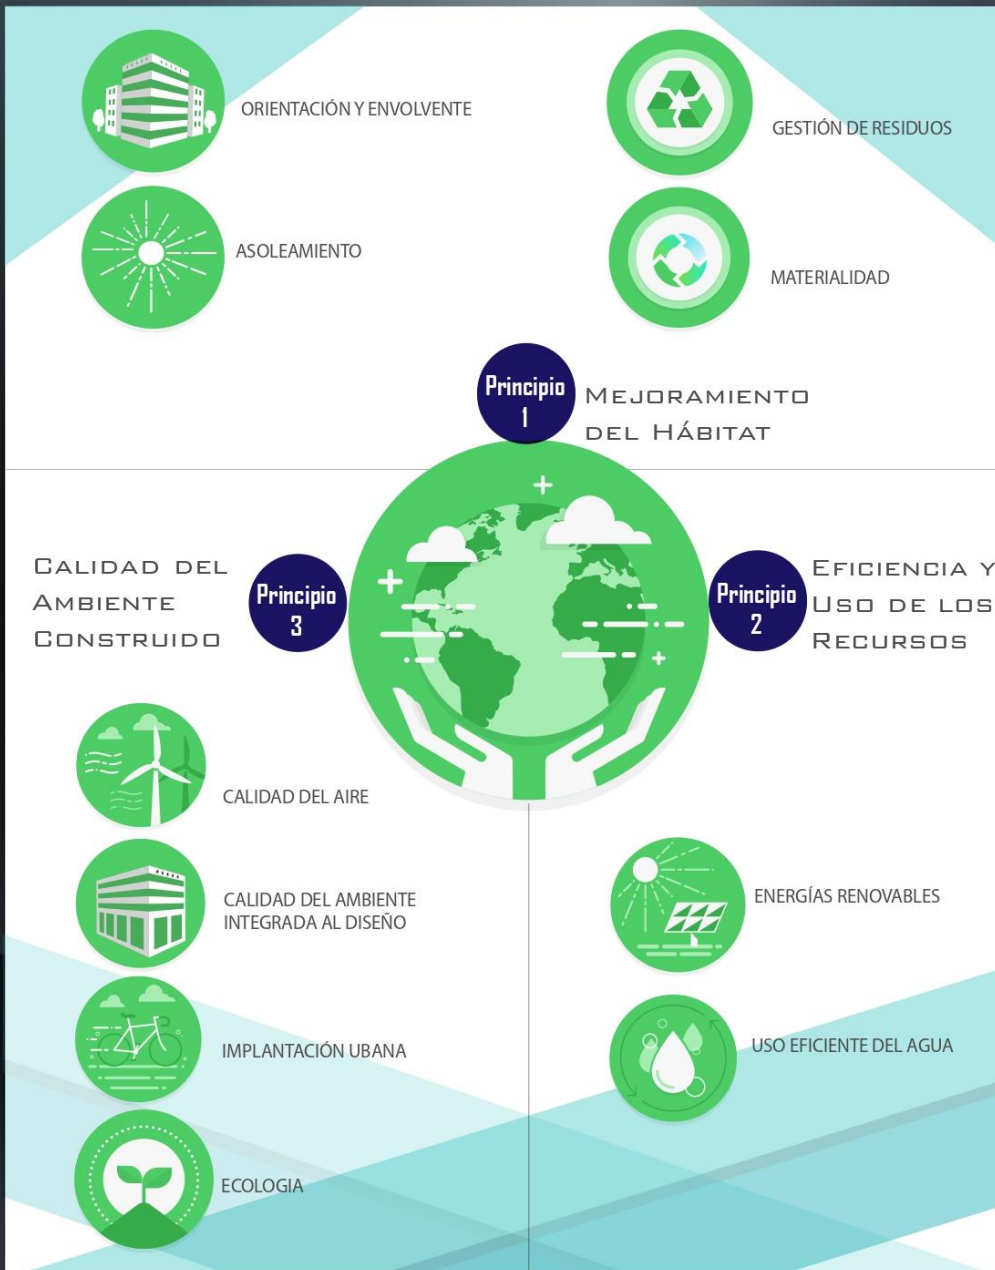 ORIENTACIÓN Y ENVOLVENTE
ASOLEAMIENTO
GESTIÓN DE RESIDUOS
MATERIALIDAD
Principio
1
MEJORAMIENTO
DEL HÁBITAT
CALIDAD DEL
AMBIENTE
CONSTRUIDO
Principio
3
Principio
2
EFICIENCIA Y
USO DE LOS
RECURSOS
CALIDAD DEL AIRE
CALIDAD DEL AMBIENTE
INTEGRADA AL DISEÑO
IMPLANTACIÓN UBANA
ECOLOGIA
ENERGÍAS RENOVABLES
USO EFICIENTE DEL AGUA